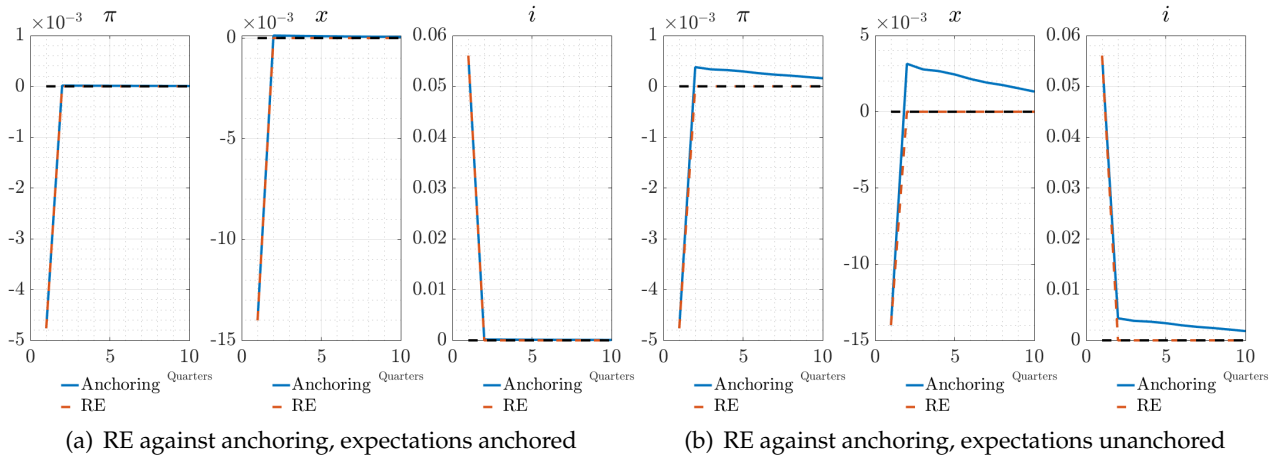 ×10⁻³ π
1
0
-1
-2
-3
-4
-5
0 5 10
Quarters
Anchoring
RE
×10⁻³ x
0
-5
-10
-15
0 5 10
Quarters
Anchoring
RE
i
0.06
0.05
0.04
0.03
0.02
0.01
0
0 5 10
Quarters
Anchoring
RE
(a) RE against anchoring, expectations anchored
×10⁻³ π
1
0
-1
-2
-3
-4
-5
0 5 10
Quarters
Anchoring
RE
×10⁻³ x
5
0
-5
-10
-15
0 5 10
Quarters
Anchoring
RE
i
0.06
0.05
0.04
0.03
0.02
0.01
0
0 5 10
Quarters
Anchoring
RE
(b) RE against anchoring, expectations unanchored